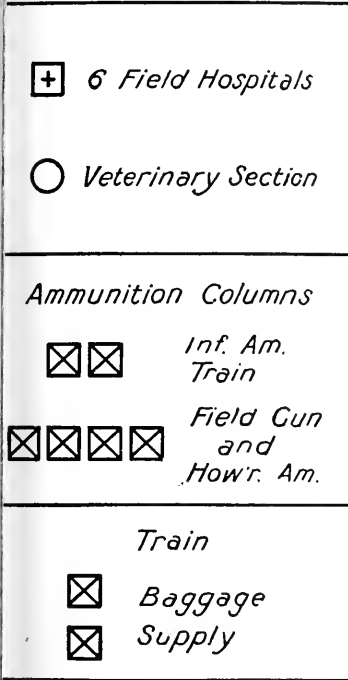 6 Field Hospitals
Veterinary Section
Ammunition Columns
Inf. Am.
Train
Field Gun
and
How'r. Am.
Train
Baggage
Supply